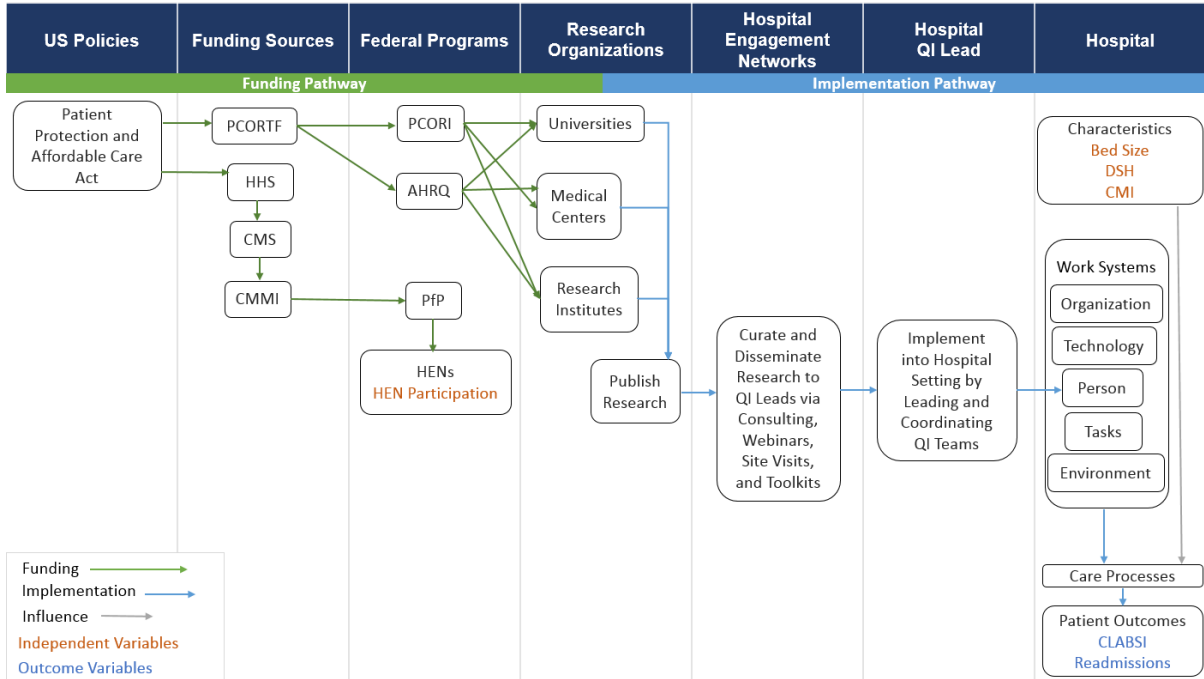 US Policies
Funding Sources
Federal Programs
Research
Organizations
Hospital
Engagement
Networks
Hospital
QI Lead
Hospital
Funding Pathway
Implementation Pathway
Patient
Protection and
Affordable Care
Act
PCORTF
HHS
CMS
CMMI
PCORI
AHRQ
PfP
HENs
HEN Participation
Universities
Medical
Centers
Research
Institutes
Publish
Research
Curate and
Disseminate
Research to
QI Leads via
Consulting,
Webinars,
Site Visits,
and Toolkits
Implement
into Hospital
Setting by
Leading and
Coordinating
QI Teams
Characteristics
Bed Size
DSH
CMI
Work Systems
Organization
Technology
Person
Tasks
Environment
Care Processes
Patient Outcomes
CLABSI
Readmissions
Funding
Implementation
Influence
Independent Variables
Outcome Variables